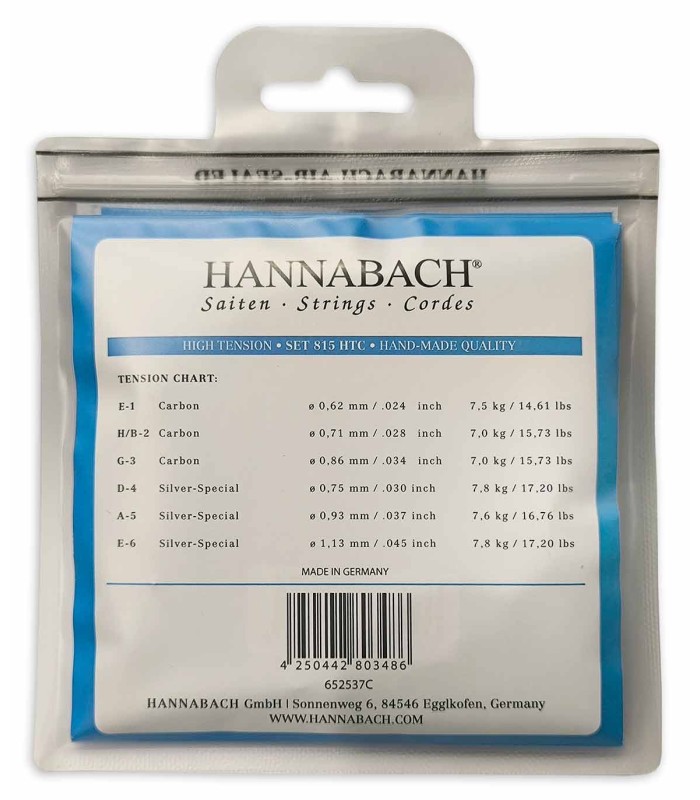 HANNABACH AIR-SEALED
HANNABACH®
Saiten · Strings · Cordes
HIGH TENSION • SET 815 HTC • HAND-MADE QUALITY
TENSION CHART:
E-1 Carbon ø 0,62 mm / .024 inch 7,5 kg / 14,61 lbs
H/B-2 Carbon ø 0,71 mm / .028 inch 7,0 kg / 15,73 lbs
G-3 Carbon ø 0,86 mm / .034 inch 7,0 kg / 15,73 lbs
D-4 Silver-Special ø 0,75 mm / .030 inch 7,8 kg / 17,20 lbs
A-5 Silver-Special ø 0,93 mm / .037 inch 7,6 kg / 16,76 lbs
E-6 Silver-Special ø 1,13 mm / .045 inch 7,8 kg / 17,20 lbs
MADE IN GERMANY
4 250442 803486
652537C
HANNABACH GmbH | Sonnenweg 6, 84546 Egglkofen, Germany
WWW.HANNABACH.COM